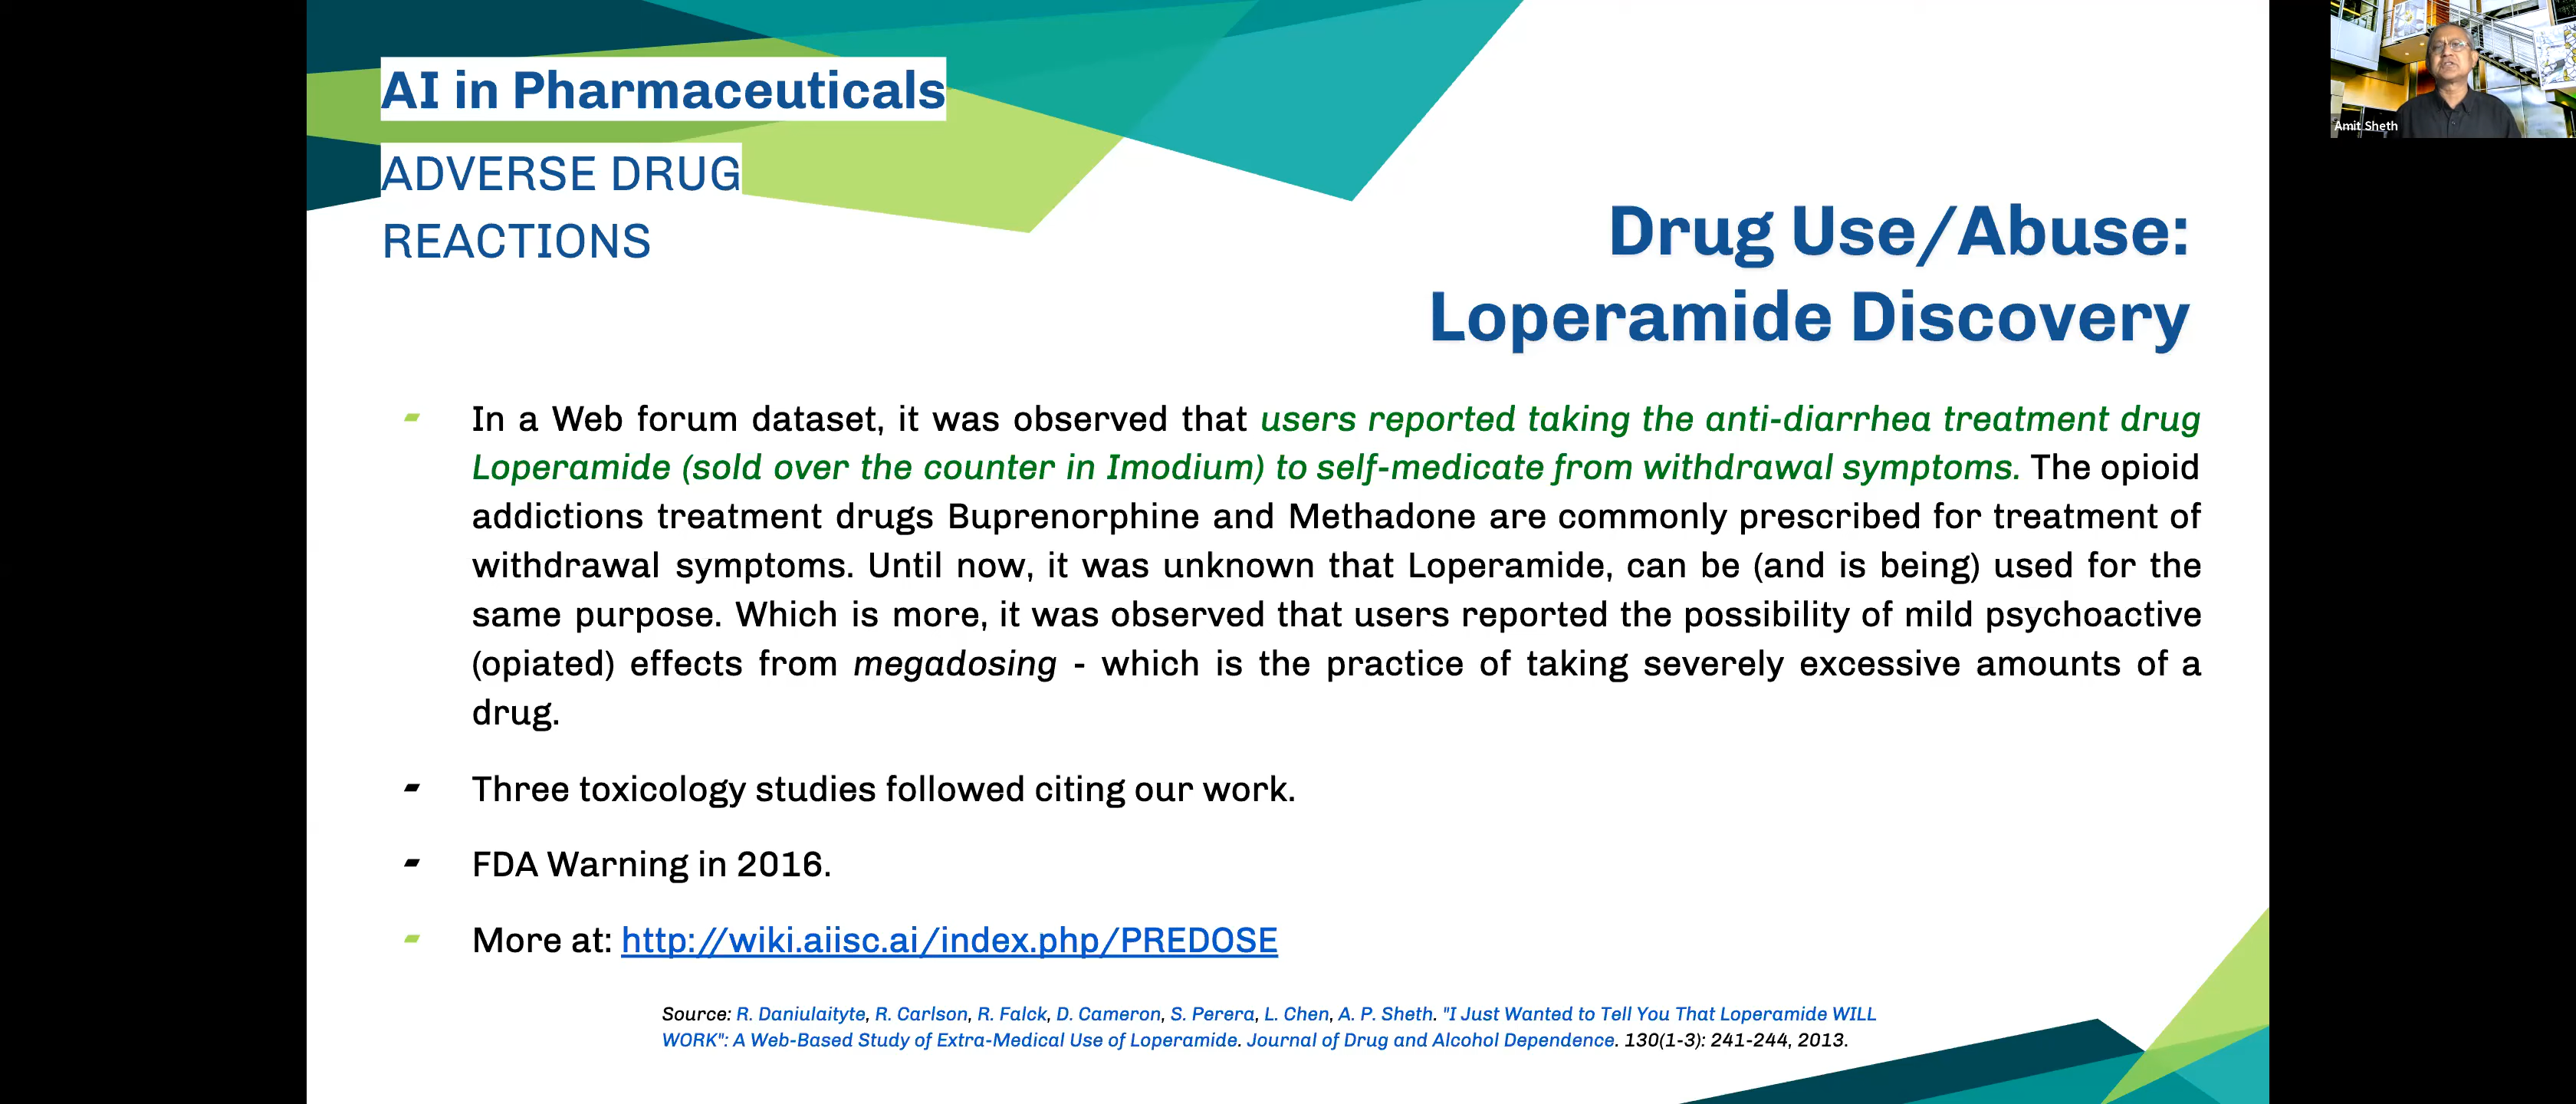 AI in Pharmaceuticals
ADVERSE DRUG
REACTIONS
Drug Use/Abuse:
Loperamide Discovery
In a Web forum dataset, it was observed that users reported taking the anti-diarrhea treatment drug
Loperamide (sold over the counter in Imodium) to self-medicate from withdrawal symptoms. The opioid
addictions treatment drugs Buprenorphine and Methadone are commonly prescribed for treatment of
withdrawal symptoms. Until now, it was unknown that Loperamide, can be (and is being) used for the
same purpose. Which is more, it was observed that users reported the possibility of mild psychoactive
(opiated) effects from megadosing - which is the practice of taking severely excessive amounts of a
drug.
Three toxicology studies followed citing our work.
FDA Warning in 2016.
More at: http://wiki.aiisc.ai/index.php/PREDOSE
Source: R. Daniulaityte, R. Carlson, R. Falck, D. Cameron, S. Perera, L. Chen, A. P. Sheth. "I Just Wanted to Tell You That Loperamide WILL
WORK": A Web-Based Study of Extra-Medical Use of Loperamide. Journal of Drug and Alcohol Dependence. 130(1-3): 241-244, 2013.
Amit Sheth